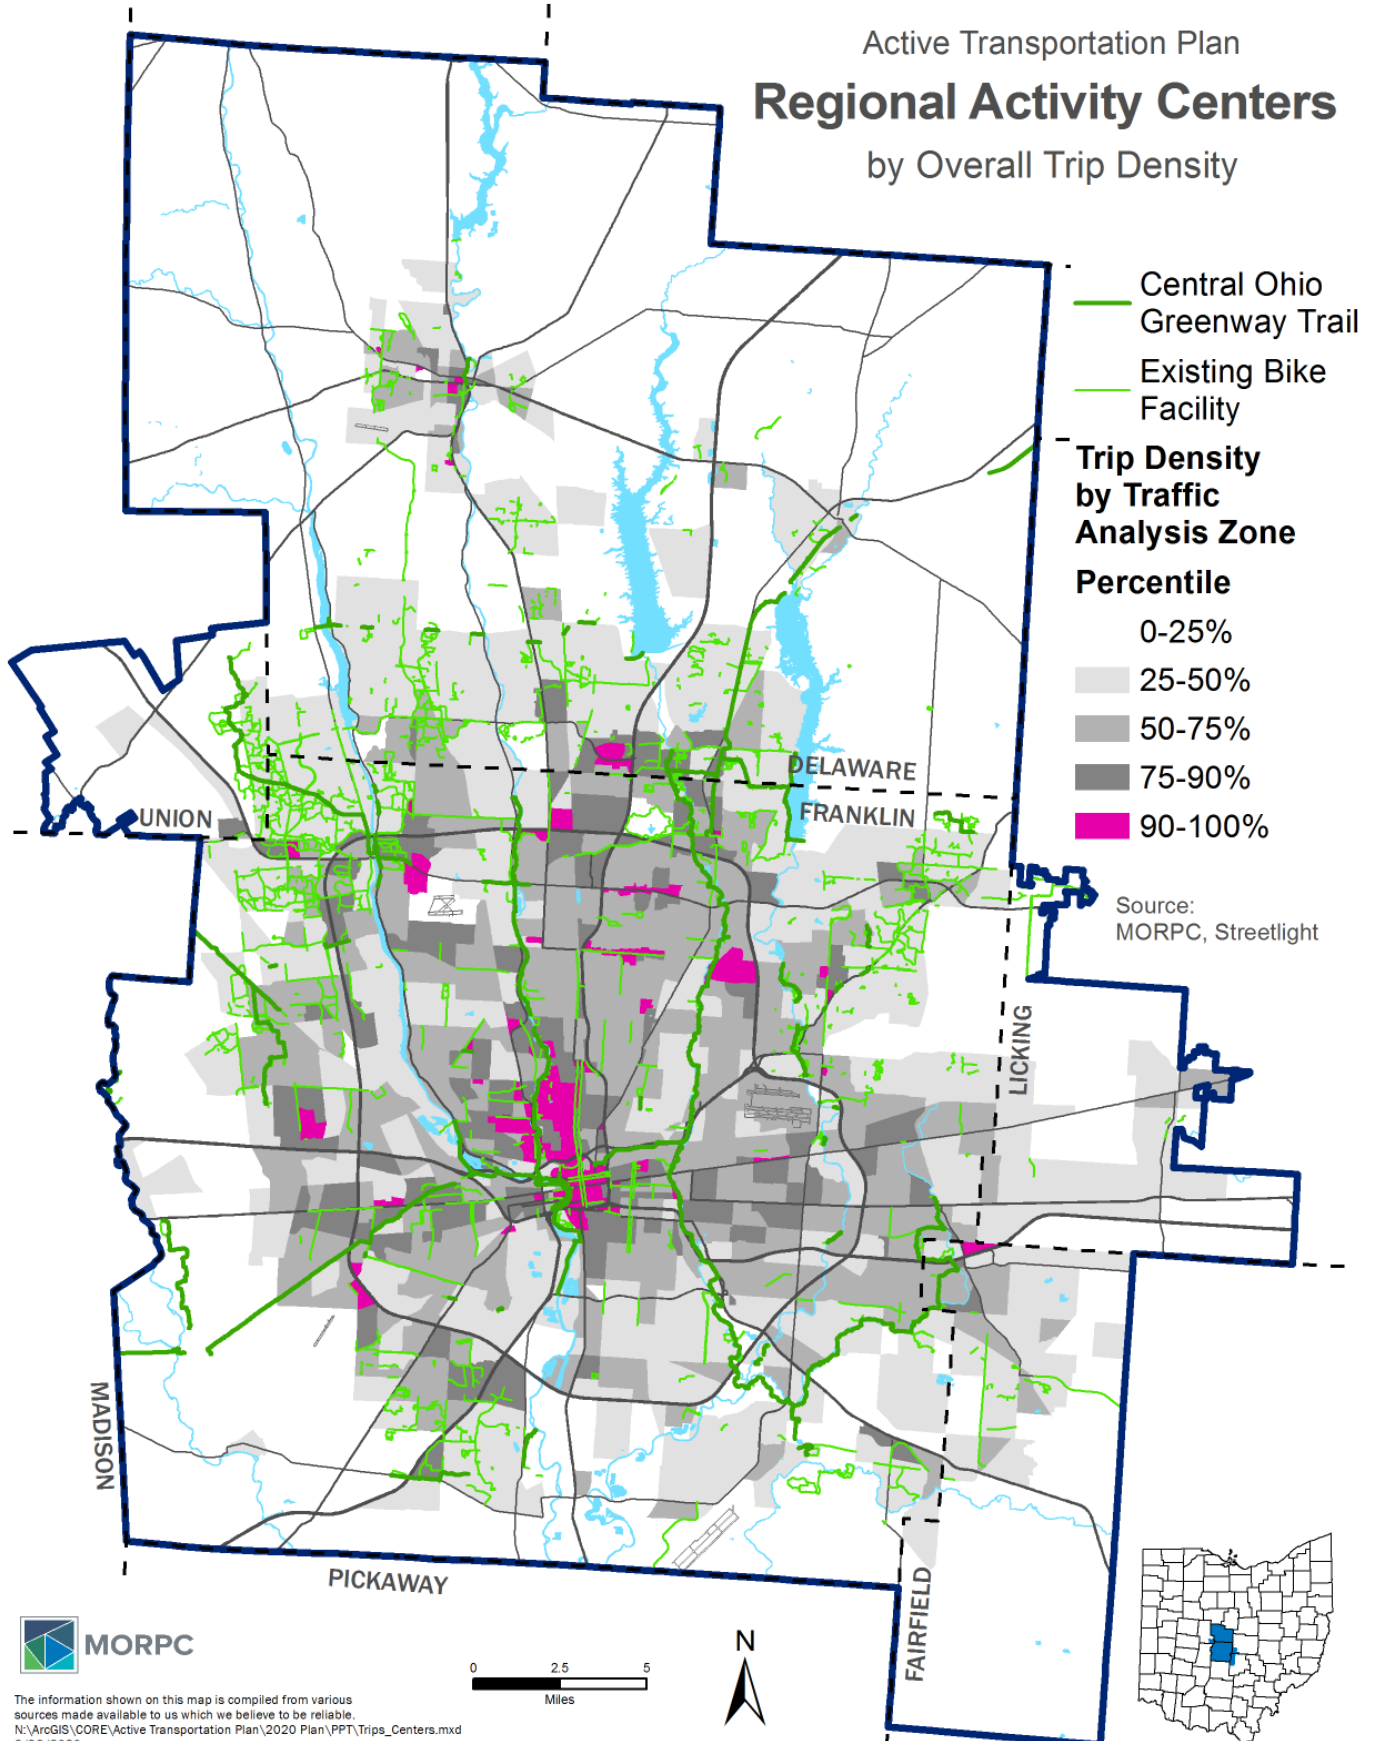 Active Transportation Plan
Regional Activity Centers
by Overall Trip Density
Central Ohio
Greenway Trail
Existing Bike
Facility
Trip Density
by Traffic
Analysis Zone
Percentile
0-25%
25-50%
50-75%
75-90%
90-100%
Source:
MORPC, Streetlight
DELAWARE
FRANKLIN
UNION
LICKING
MADISON
PICKAWAY
FAIRFIELD
MORPC
0 2.5 5
Miles
N
The information shown on this map is compiled from various
sources made available to us which we believe to be reliable.
N:\ArcGIS\CORE\Active Transportation Plan\2020 Plan\PPT\Trips_Centers.mxd